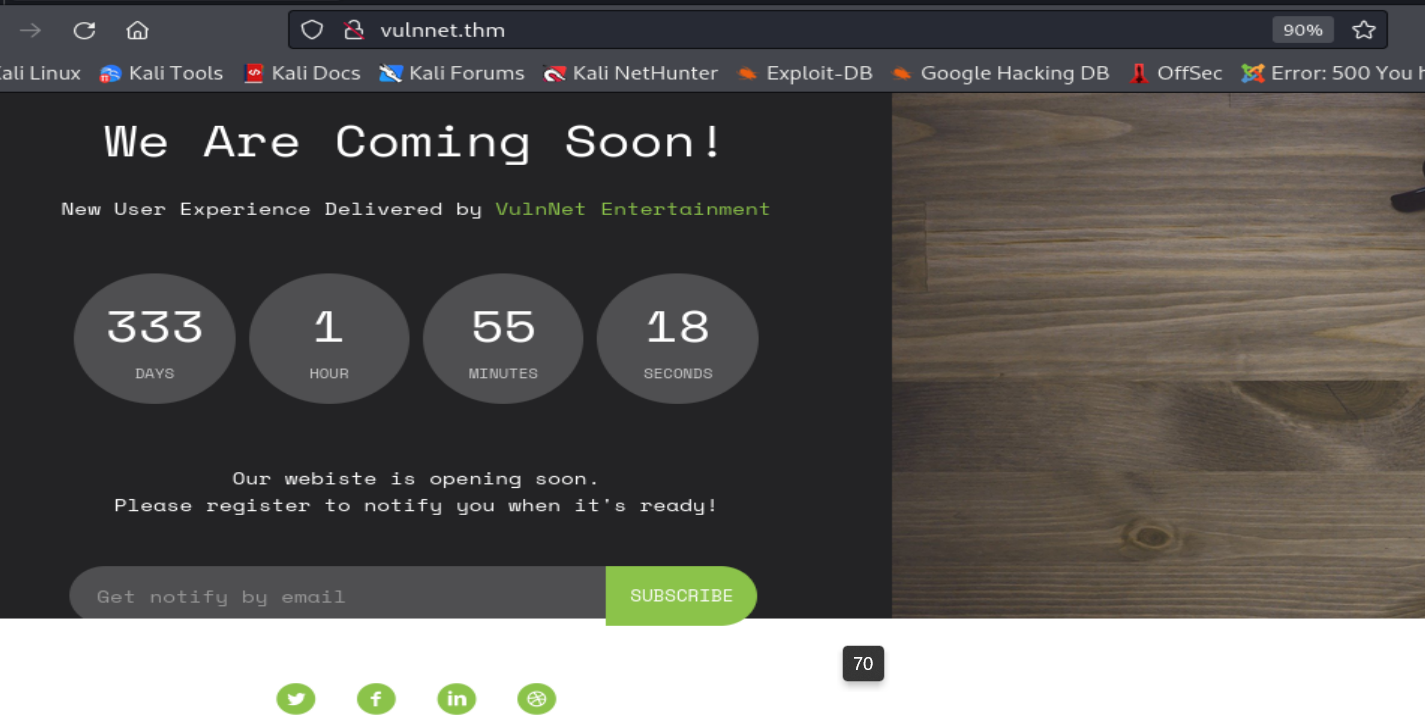 vulnnet.thm
90%
ali Linux Kali Tools Kali Docs Kali Forums Kali NetHunter Exploit-DB Google Hacking DB OffSec Error: 500 You h
We Are Coming Soon!
New User Experience Delivered by VulnNet Entertainment
333 1 55 18
DAYS HOUR MINUTES SECONDS
Our webiste is opening soon.
Please register to notify you when it's ready!
Get notify by email SUBSCRIBE
70
f in